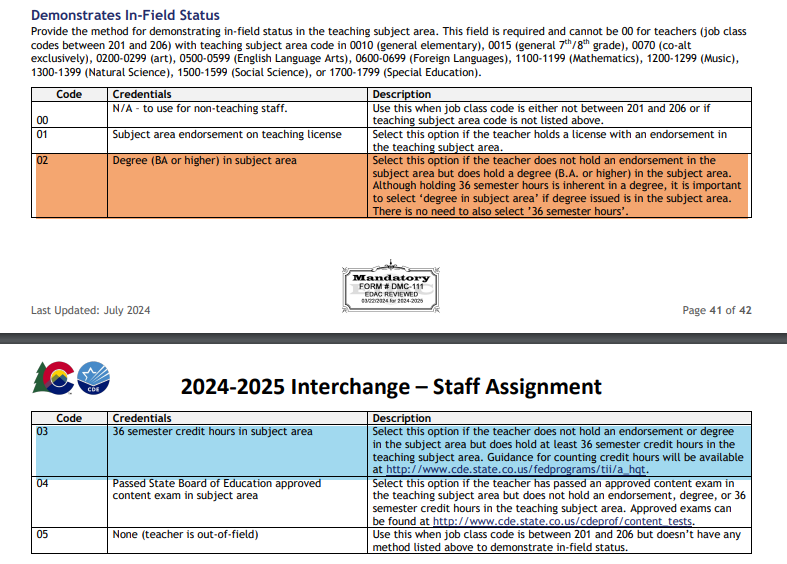 Demonstrates In-Field Status
Provide the method for demonstrating in-field status in the teaching subject area. This field is required and cannot be 00 for teachers (job class
codes between 201 and 206) with teaching subject area code in 0010 (general elementary), 0015 (general 7th/8th grade), 0070 (co-alt
exclusively), 0200-0299 (art), 0500-0599 (English Language Arts), 0600-0699 (Foreign Languages), 1100-1199 (Mathematics), 1200-1299 (Music),
1300-1399 (Natural Science), 1500-1599 (Social Science), or 1700-1799 (Special Education).
Code Credentials Description
00 N/A - to use for non-teaching staff. Use this when job class code is either not between 201 and 206 or if
teaching subject area code is not listed above.
01 Subject area endorsement on teaching license Select this option if the teacher holds a license with an endorsement in
the teaching subject area.
02 Degree (BA or higher) in subject area Select this option if the teacher does not hold an endorsement in the
subject area but does hold a degree (B.A. or higher) in the subject area.
Although holding 36 semester hours is inherent in a degree, it is important
to select ‘degree in subject area’ if degree issued is in the subject area.
There is no need to also select ’36 semester hours’.
Mandatory
FORM # DMC-111
EDAC REVIEWED
03/22/2024 for 2024-2025
Last Updated: July 2024 Page 41 of 42
CDE
2024-2025 Interchange – Staff Assignment
Code Credentials Description
03 36 semester credit hours in subject area Select this option if the teacher does not hold an endorsement or degree
in the subject area but does hold at least 36 semester credit hours in the
teaching subject area. Guidance for counting credit hours will be available
at http://www.cde.state.co.us/fedprograms/tii/a_hqt.
04 Passed State Board of Education approved Select this option if the teacher has passed an approved content exam in
content exam in subject area the teaching subject area but does not hold an endorsement, degree, or 36
semester credit hours in the teaching subject area. Approved exams can
be found at http://www.cde.state.co.us/cdeprof/content_tests.
05 None (teacher is out-of-field) Use this when job class code is between 201 and 206 but doesn’t have any
method listed above to demonstrate in-field status.